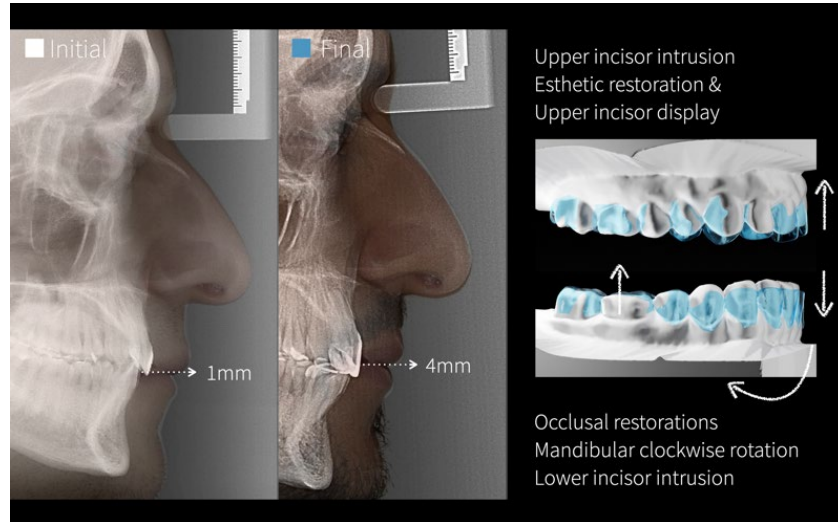 Initial
Final
1mm
4mm
Upper incisor intrusion
Esthetic restoration &
Upper incisor display
Occlusal restorations
Mandibular clockwise rotation
Lower incisor intrusion